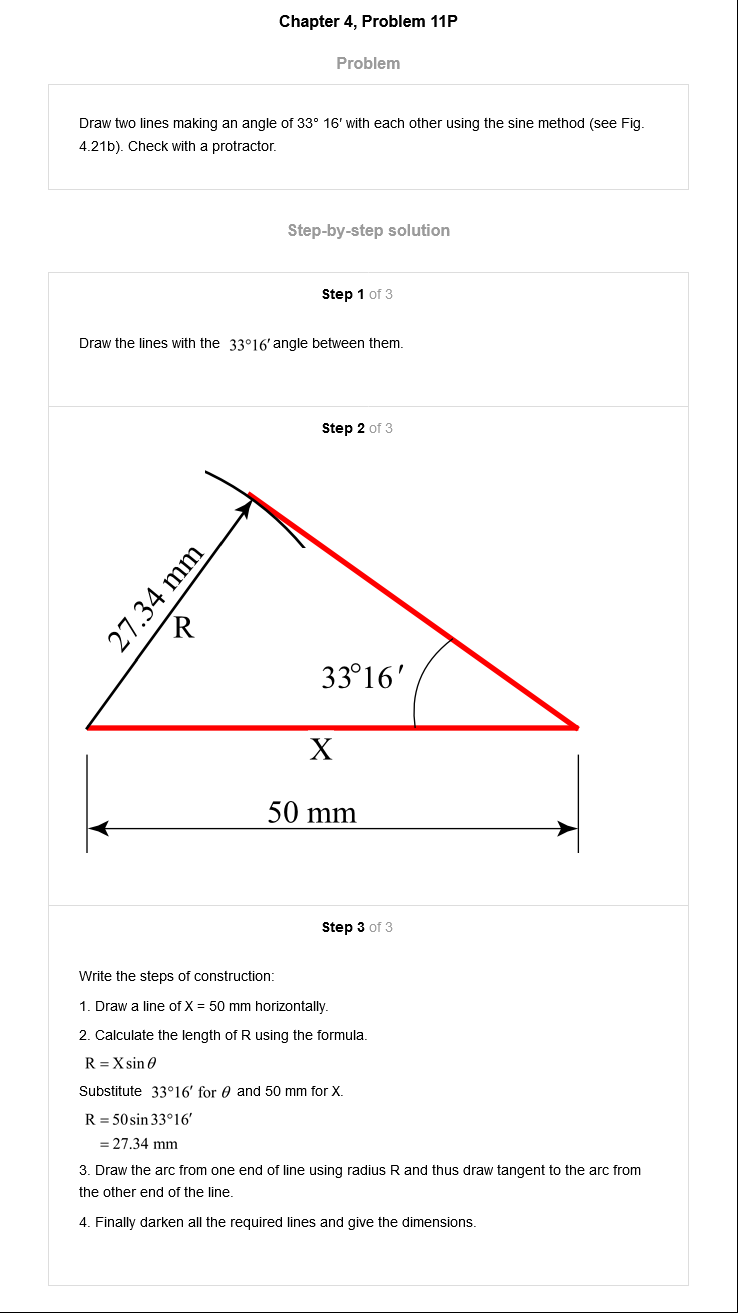 Chapter 4, Problem 11P
Problem
Draw two lines making an angle of 33° 16′ with each other using the sine method (see Fig.
4.21b). Check with a protractor.
Step-by-step solution
Step 1 of 3
Draw the lines with the 33°16′ angle between them.
Step 2 of 3
27.34 mm
R
33°16′
X
50 mm
Step 3 of 3
Write the steps of construction:
1. Draw a line of X = 50 mm horizontally.
2. Calculate the length of R using the formula.
R = X sin θ
Substitute 33°16′ for θ and 50 mm for X.
R = 50 sin 33°16′
= 27.34 mm
3. Draw the arc from one end of line using radius R and thus draw tangent to the arc from
the other end of the line.
4. Finally darken all the required lines and give the dimensions.